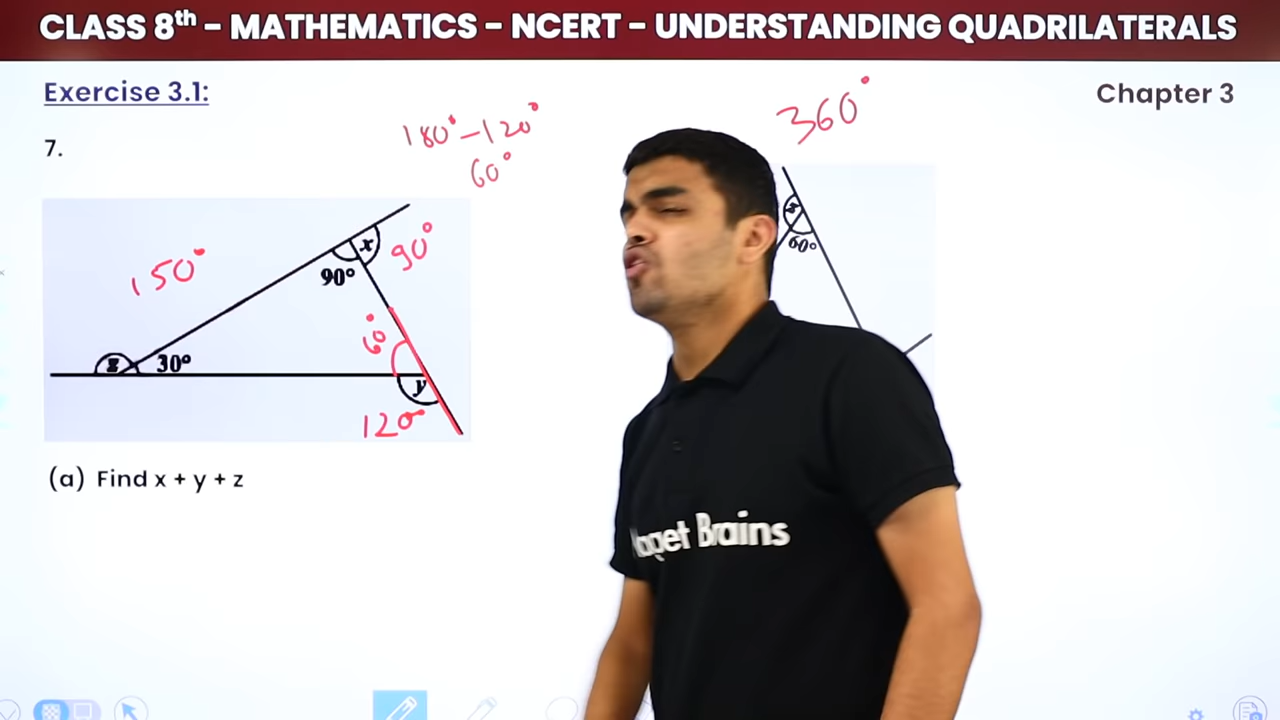 CLASS 8th – MATHEMATICS – NCERT – UNDERSTANDING QUADRILATERALS
Exercise 3.1:
Chapter 3
7.
180° – 120°
60°
360°
150°
x
90°
90°
60°
z
30°
y
120°
60°
(a) Find x + y + z
Brains